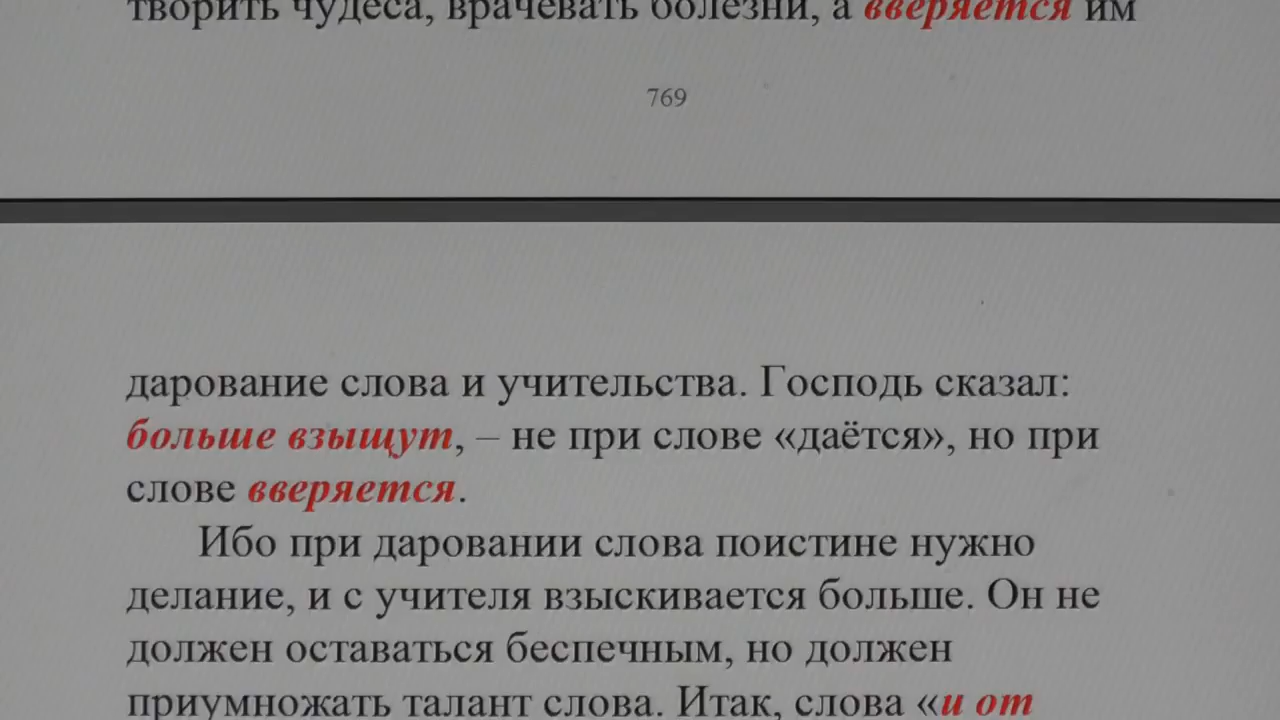 творить чудеса, врачевать болезни, а вверяется им
769
дарование слова и учительства. Господь сказал:
больше взыщут, – не при слове «даётся», но при
слове вверяется.
Ибо при даровании слова поистине нужно
делание, и с учителя взыскивается больше. Он не
должен оставаться беспечным, но должен
приумножать талант слова. Итак, слова «и от